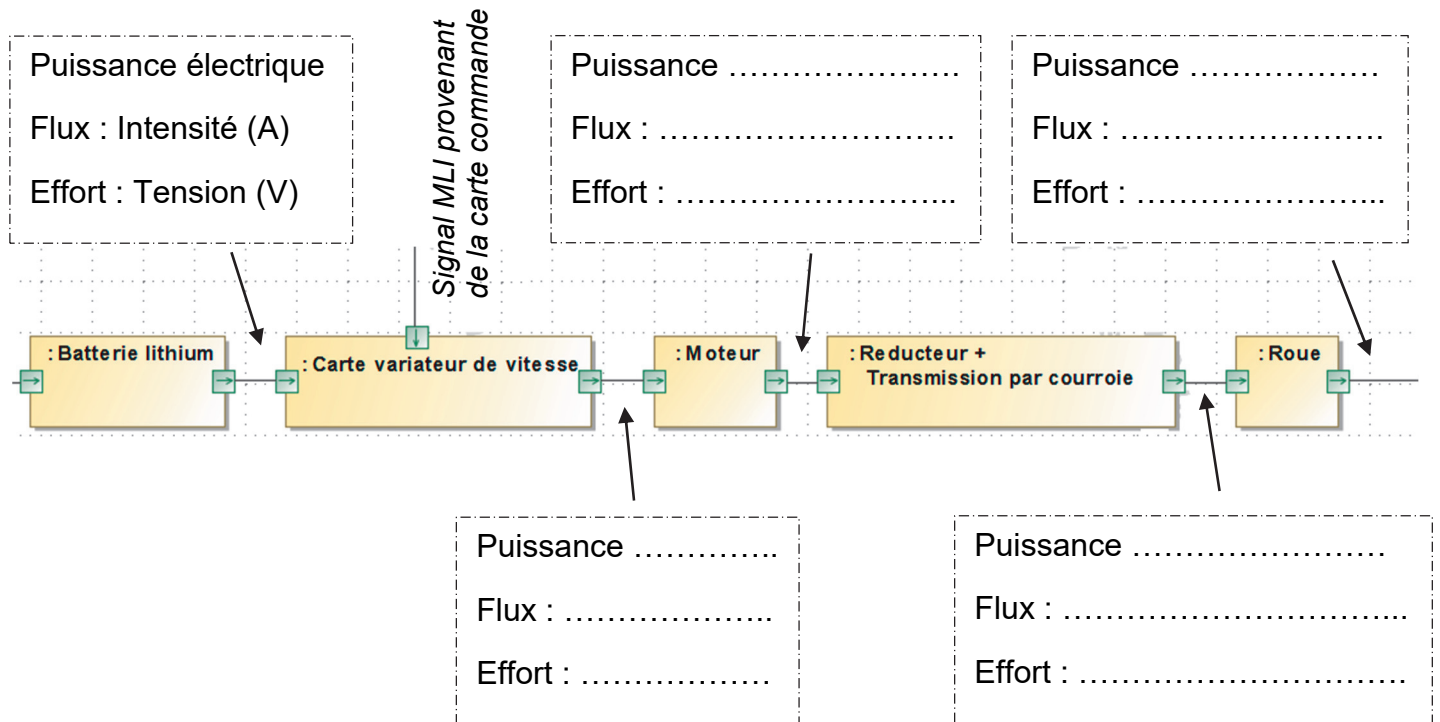 Puissance électrique
Flux : Intensité (A)
Effort : Tension (V)
Signal MLI provenant
de la carte commande
Puissance …………………..
Flux : ……………………….
Effort : ………………………...
Puissance ………………
Flux : …………………….
Effort : ……………………...
: Batterie lithium
: Carte variateur de vitesse
: Moteur
: Reducteur +
Transmission par courroie
: Roue
Puissance …………..
Flux : ………………..
Effort : ………………
Puissance ……………………
Flux : …………………………...
Effort : ………………………….